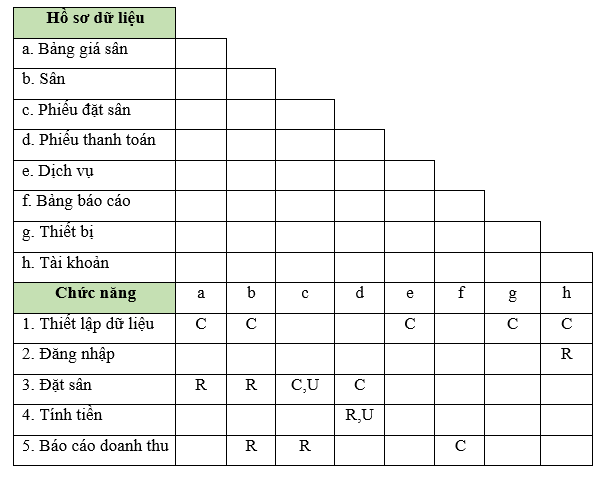 Hồ sơ dữ liệu
a. Bảng giá sân
b. Sân
c. Phiếu đặt sân
d. Phiếu thanh toán
e. Dịch vụ
f. Bảng báo cáo
g. Thiết bị
h. Tài khoản
Chức năng a b c d e f g h
1. Thiết lập dữ liệu C C C C C
2. Đăng nhập R
3. Đặt sân R R C,U C
4. Tính tiền R,U
5. Báo cáo doanh thu R R C